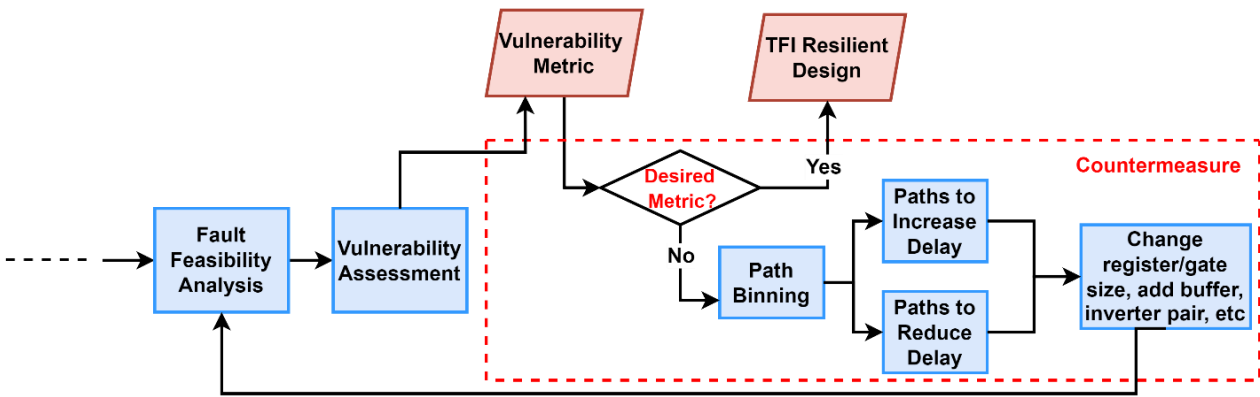 Fault
Feasibility
Analysis
Vulnerability
Assessment
Vulnerability
Metric
TFI Resilient
Design
Countermeasure
Desired
Metric?
Yes
No
Path
Binning
Paths to
Increase
Delay
Paths to
Reduce
Delay
Change
register/gate
size, add buffer,
inverter pair, etc